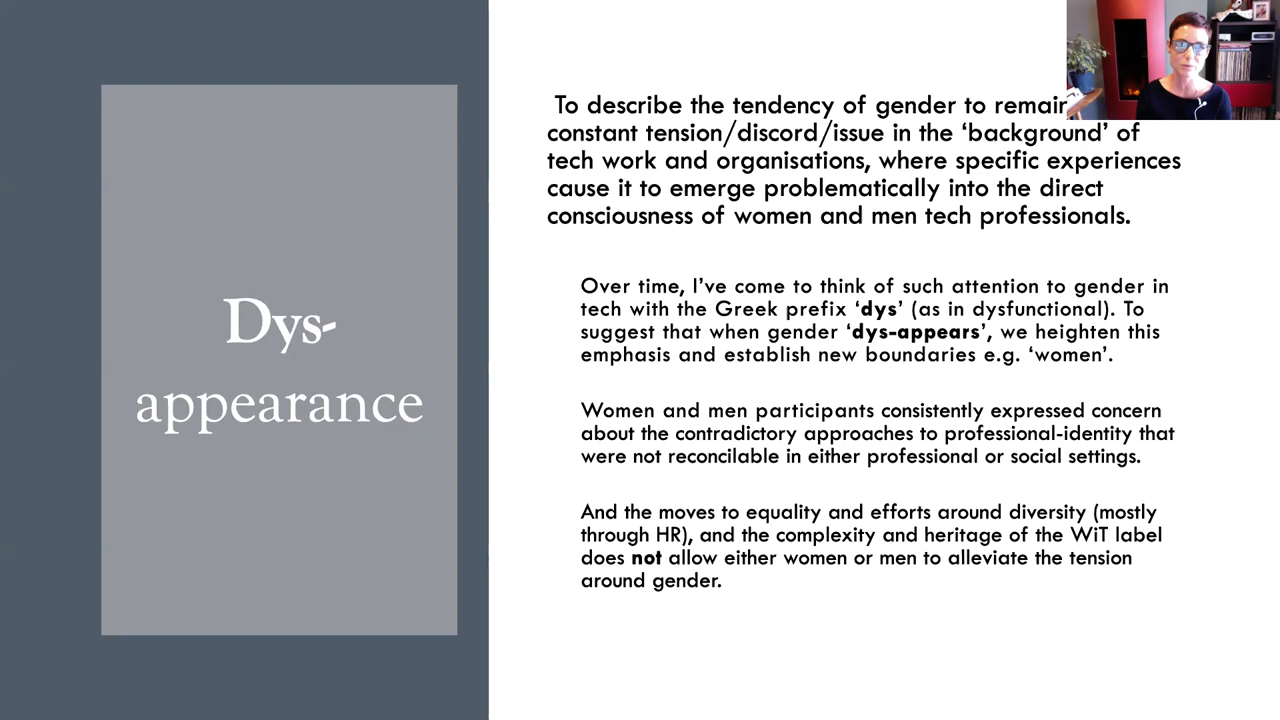 Dys-
appearance
To describe the tendency of gender to remain
constant tension/discord/issue in the ‘background’ of
tech work and organisations, where specific experiences
cause it to emerge problematically into the direct
consciousness of women and men tech professionals.
Over time, I’ve come to think of such attention to gender in
tech with the Greek prefix ‘dys’ (as in dysfunctional). To
suggest that when gender ‘dys-appears’, we heighten this
emphasis and establish new boundaries e.g. ‘women’.
Women and men participants consistently expressed concern
about the contradictory approaches to professional-identity that
were not reconcilable in either professional or social settings.
And the moves to equality and efforts around diversity (mostly
through HR), and the complexity and heritage of the WiT label
does not allow either women or men to alleviate the tension
around gender.